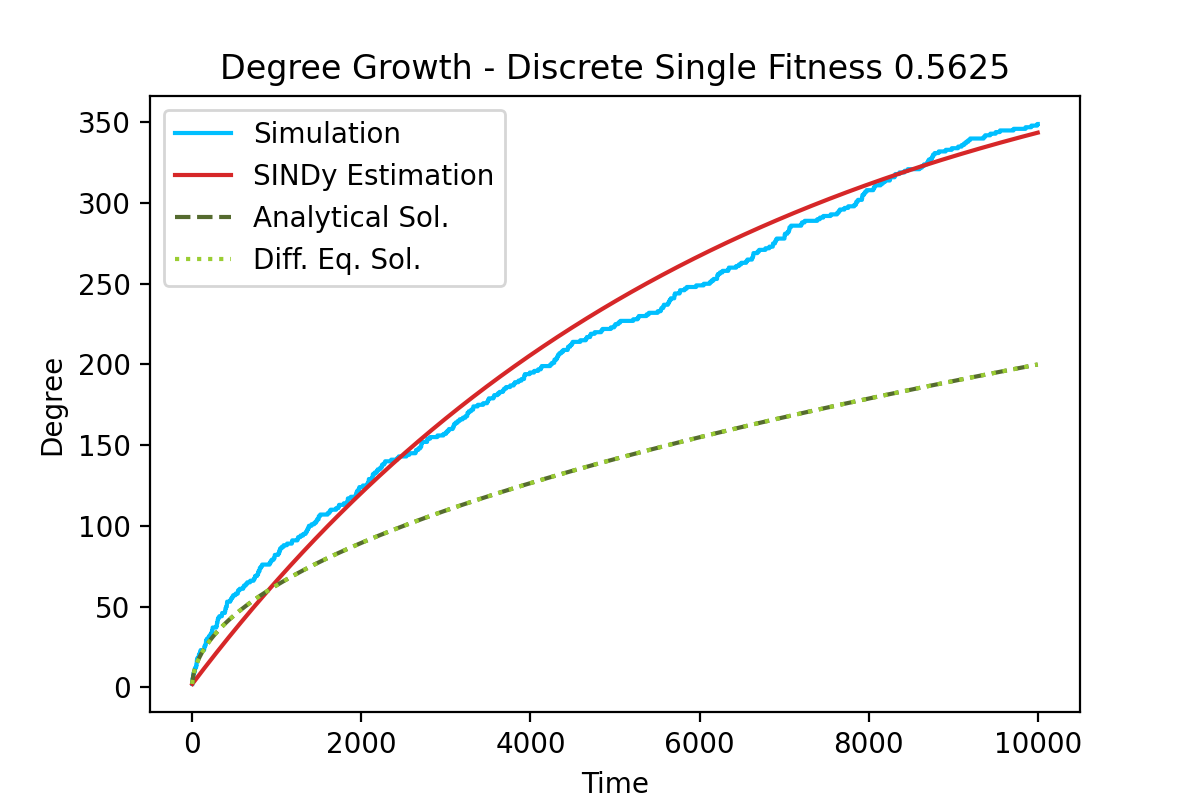 Degree Growth - Discrete Single Fitness 0.5625
Simulation
SINDy Estimation
Analytical Sol.
Diff. Eq. Sol.
350
300
250
200
150
100
50
0
Degree
0 2000 4000 6000 8000 10000
Time